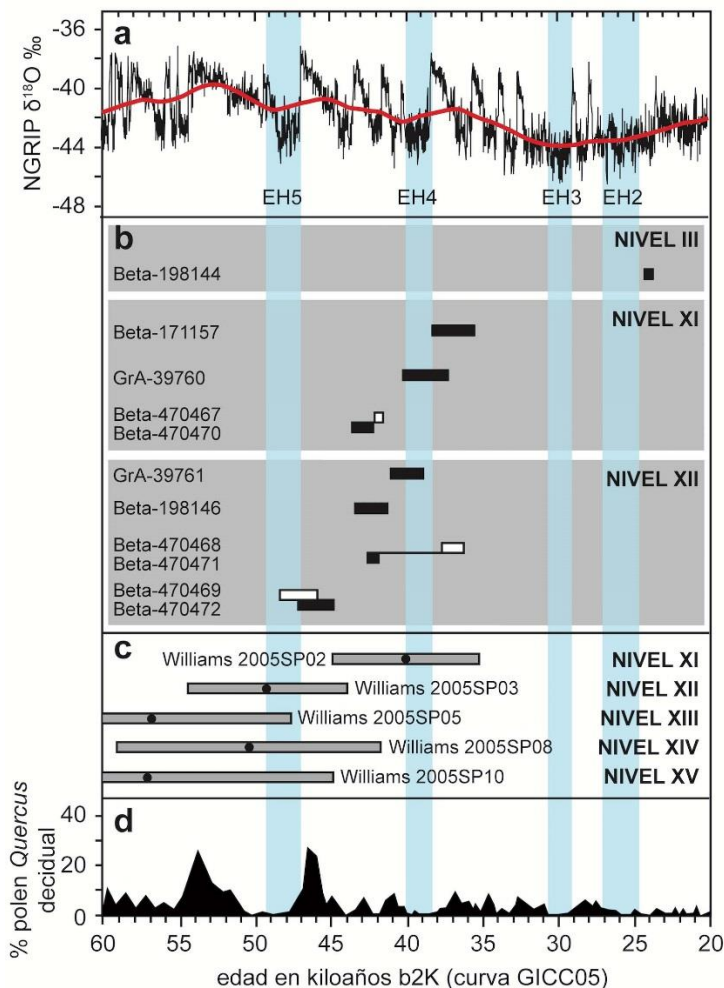 a
-36
-40
-44
-48
NGRIP δ¹⁸O ‰
EH5
EH4
EH3
EH2
b
NIVEL III
Beta-198144
NIVEL XI
Beta-171157
GrA-39760
Beta-470467
Beta-470470
NIVEL XII
GrA-39761
Beta-198146
Beta-470468
Beta-470471
Beta-470469
Beta-470472
c
Williams 2005SP02
NIVEL XI
Williams 2005SP03
NIVEL XII
Williams 2005SP05
NIVEL XIII
Williams 2005SP08
NIVEL XIV
Williams 2005SP10
NIVEL XV
d
% polen Quercus
decidual
40
20
0
60 55 50 45 40 35 30 25 20
edad en kiloaños b2K (curva GICC05)